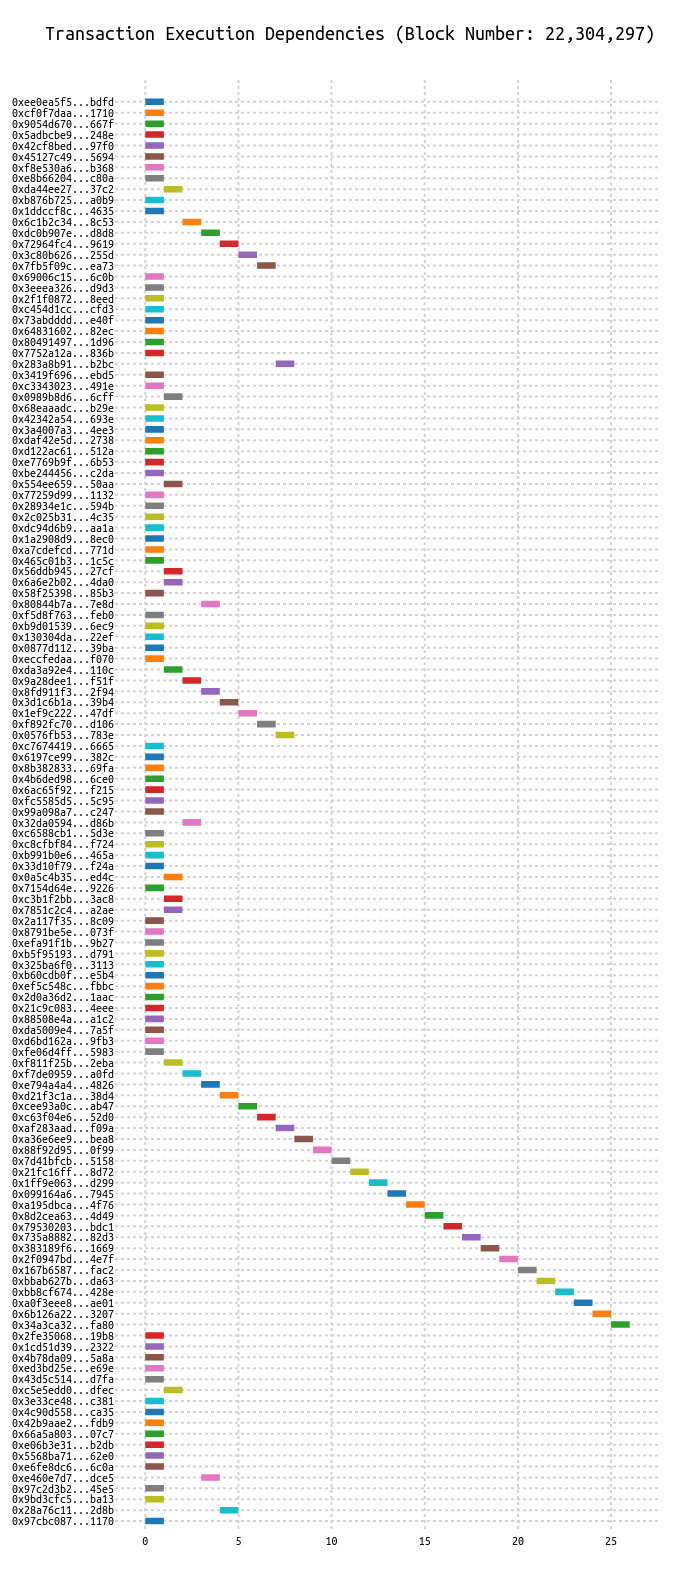 Transaction Execution Dependencies (Block Number: 22,304,297)
0xee0ea5f5...bdfd
0xcf0f7daa...1710
0x9054d670...667f
0x5adbcbe9...248e
0x42cf8bed...97f0
0x45127c49...5694
0xf8e530a6...b368
0xe8b66204...c80a
0xda44ee27...37c2
0xb876b725...a0b9
0x1ddccf8c...4635
0x6c1b2c34...8c53
0xdc0b907e...d8d8
0x72964fc4...9619
0x3c80b626...255d
0x7fb5f09c...ea73
0x69006c15...6c0b
0x3eeea326...d9d3
0x2f1f0872...8eed
0xc454d1cc...cfd3
0x73abdddd...e40f
0x64831602...82ec
0x80491497...1d96
0x7752a12a...836b
0x283a8b91...b2bc
0x3419f696...ebd5
0xc3343023...491e
0x0989b8d6...6cff
0x68eaaadc...b29e
0x42342a54...693e
0x3a4007a3...4ee3
0xdaf42e5d...2738
0xd122ac61...512a
0xe7769b9f...6b53
0xbe244456...c2da
0x554ee659...50aa
0x77259d99...1132
0x28934e1c...594b
0x2c025b31...4c35
0xdc94d6b9...aa1a
0x1a2908d9...8ec0
0xa7cdefcd...771d
0x465c01b3...1c5c
0x56ddb945...27cf
0x6a6e2b02...4da0
0x58f25398...85b3
0x80844b7a...7e8d
0xf5d8f763...feb0
0xb9d01539...6ec9
0x130304da...22ef
0x0877d112...39ba
0xeccfedaa...f070
0xda3a92e4...110c
0x9a28dee1...f51f
0x8fd911f3...2f94
0x3d1c6b1a...39b4
0x1ef9c222...47df
0xf892fc70...d106
0x0576fb53...783e
0xc7674419...6665
0x6197ce99...382c
0x8b382833...69fa
0x4b6ded98...6ce0
0x6ac65f92...f215
0xfc5585d5...5c95
0x99a098a7...c247
0x32da0594...d86b
0xc6588cb1...5d3e
0xc8cfbf84...f724
0xb991b0e6...465a
0x33d10f79...f24a
0x0a5c4b35...ed4c
0x7154d64e...9226
0xc3b1f2bb...3ac8
0x7851c2c4...a2ae
0x2a117f35...8c09
0x8791be5e...073f
0xefa91f1b...9b27
0xb5f95193...d791
0x325ba6f0...3113
0xb60cdb0f...e5b4
0xef5c548c...fbbc
0x2d0a36d2...1aac
0x21c9c083...4eee
0x88508e4a...a1c2
0xda5009e4...7a5f
0xd6bd162a...9fb3
0xfe06d4ff...5983
0xf811f25b...2eba
0xf7de0959...a0fd
0xe794a4a4...4826
0xd21f3c1a...38d4
0xcee93a0c...ab47
0xc63f04e6...52d0
0xaf283aad...f09a
0xa36e6ee9...bea8
0x88f92d95...0f99
0x7d41bfcb...5158
0x21fc16ff...8d72
0x1ff9e063...d299
0x099164a6...7945
0xa195dbca...4f76
0x8d2cea63...4d49
0x79530203...bdc1
0x735a8882...82d3
0x383189f6...1669
0x2f0947bd...4e7f
0x167b6587...fac2
0xbbab627b...da63
0xbb8cf674...428e
0xa0f3eee8...ae01
0x6b126a22...3207
0x34a3ca32...fa80
0x2fe35068...19b8
0x1cd51d39...2322
0x4b78da09...5a8a
0xed3bd25e...e69e
0x43d5c514...d7fa
0xc5e5edd0...dfec
0x3e33ce48...c381
0x4c90d558...ca35
0x42b9aae2...fdb9
0x66a5a803...07c7
0xe06b3e31...b2db
0x5568ba71...62e0
0xe6fe8dc6...6c0a
0xe460e7d7...dce5
0x97c2d3b2...45e5
0x9bd3cfc5...ba13
0x28a76c11...2d8b
0x97cbc087...1170
0 5 10 15 20 25